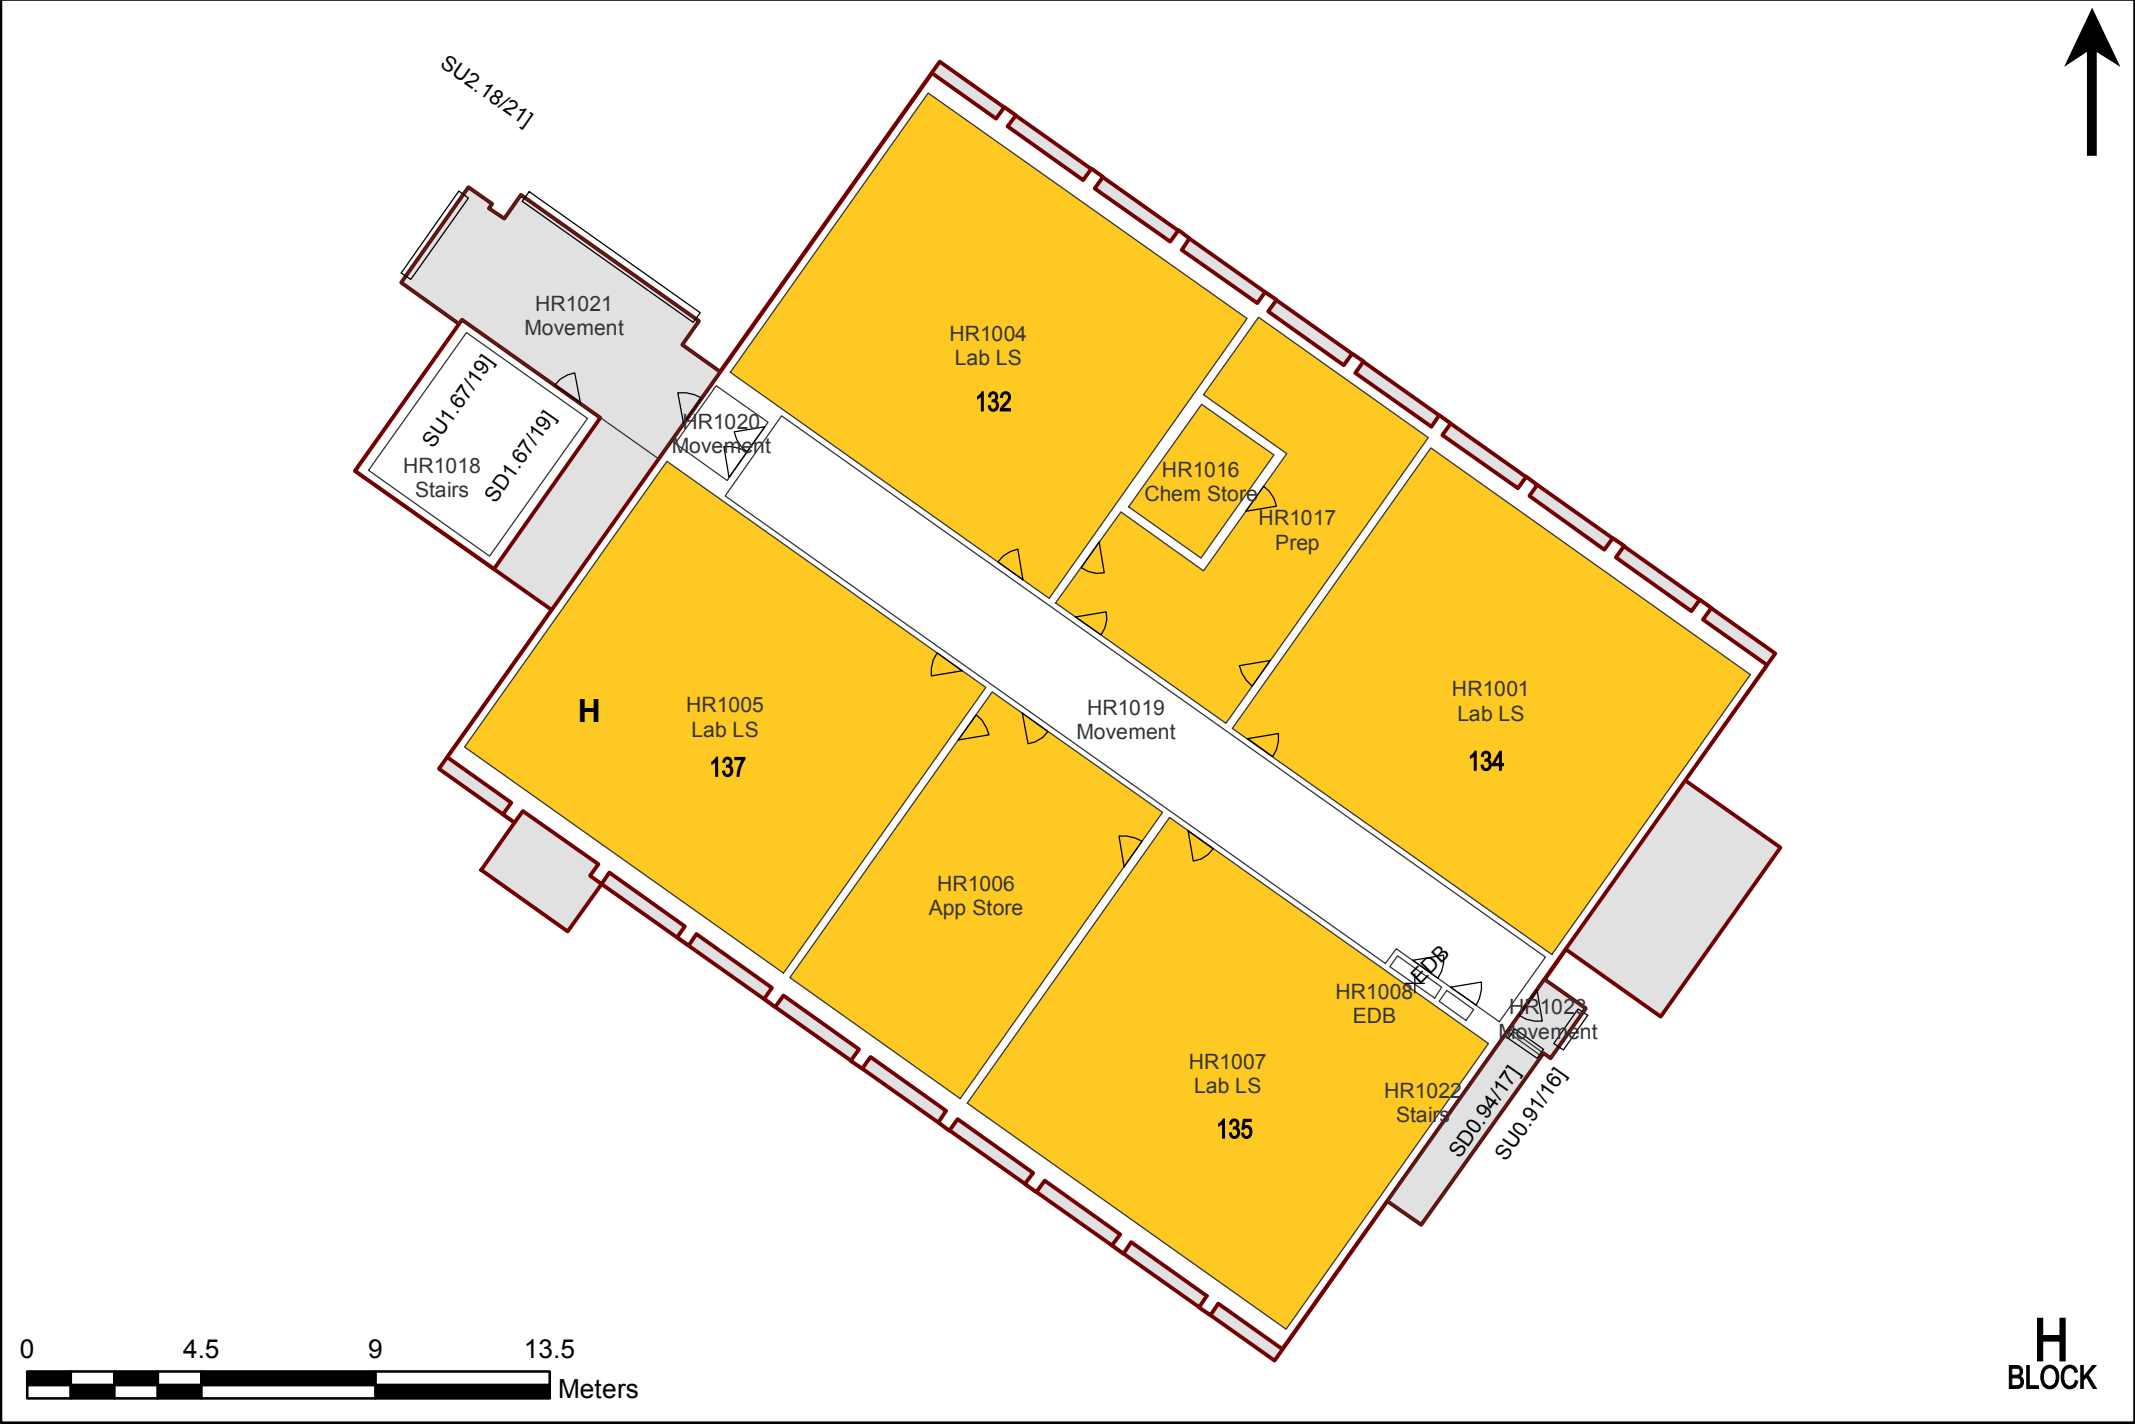 SU2.18/21]
HR1021
Movement
HR1004
Lab LS
132
SU1.67/19]
SD1.67/19]
HR1018
Stairs
HR1020
Movement
HR1016
Chem Store
HR1017
Prep
HR1005
Lab LS
137
H
HR1019
Movement
HR1001
Lab LS
134
HR1006
App Store
EDB
HR1008
EDB
HR1023
Movement
HR1007
Lab LS
135
HR1022
Stairs
SD0.94/17]
SU0.91/16]
0 4.5 9 13.5
Meters
H
BLOCK